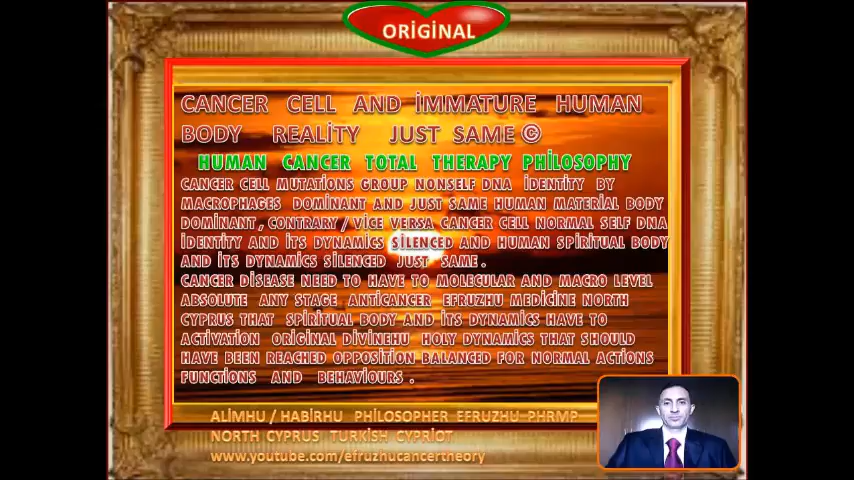 ORİGİNAL
CANCER CELL AND İMMATURE HUMAN
BODY REALİTY JUST SAME ©
HUMAN CANCER TOTAL THERAPY PHİLOSOPHY
CANCER CELL MUTATİONS GROUP NONSELF DNA İDENTİTY BY
MACROPHAGES DOMİNANT AND JUST SAME HUMAN MATERİAL BODY
DOMİNANT , CONTRARY / VİCE VERSA CANCER CELL NORMAL SELF DNA
İDENTİTY AND İTS DYNAMİCS SİLENCED AND HUMAN SPİRİTUAL BODY
AND İTS DYNAMİCS SİLENCED JUST SAME .
CANCER DİSEASE NEED TO HAVE TO MOLECULAR AND MACRO LEVEL
ABSOLUTE ANY STAGE ANTİCANCER EFRUZHU MEDİCİNE NORTH
CYPRUS THAT SPİRİTUAL BODY AND İTS DYNAMİCS HAVE TO
ACTİVATİON ORİGİNAL DİVİNEHU HOLY DYNAMİCS THAT SHOULD
HAVE BEEN REACHED OPPOSİTİON BALANCED FOR NORMAL ACTİONS
FUNCTİONS AND BEHAVİOURS .
ALİMHU / HABİRHU PHİLOSOPHER EFRUZHU PHRMP
NORTH CYPRUS TURKİSH CYPRİOT
www.youtube.com/efruzhucancertheory